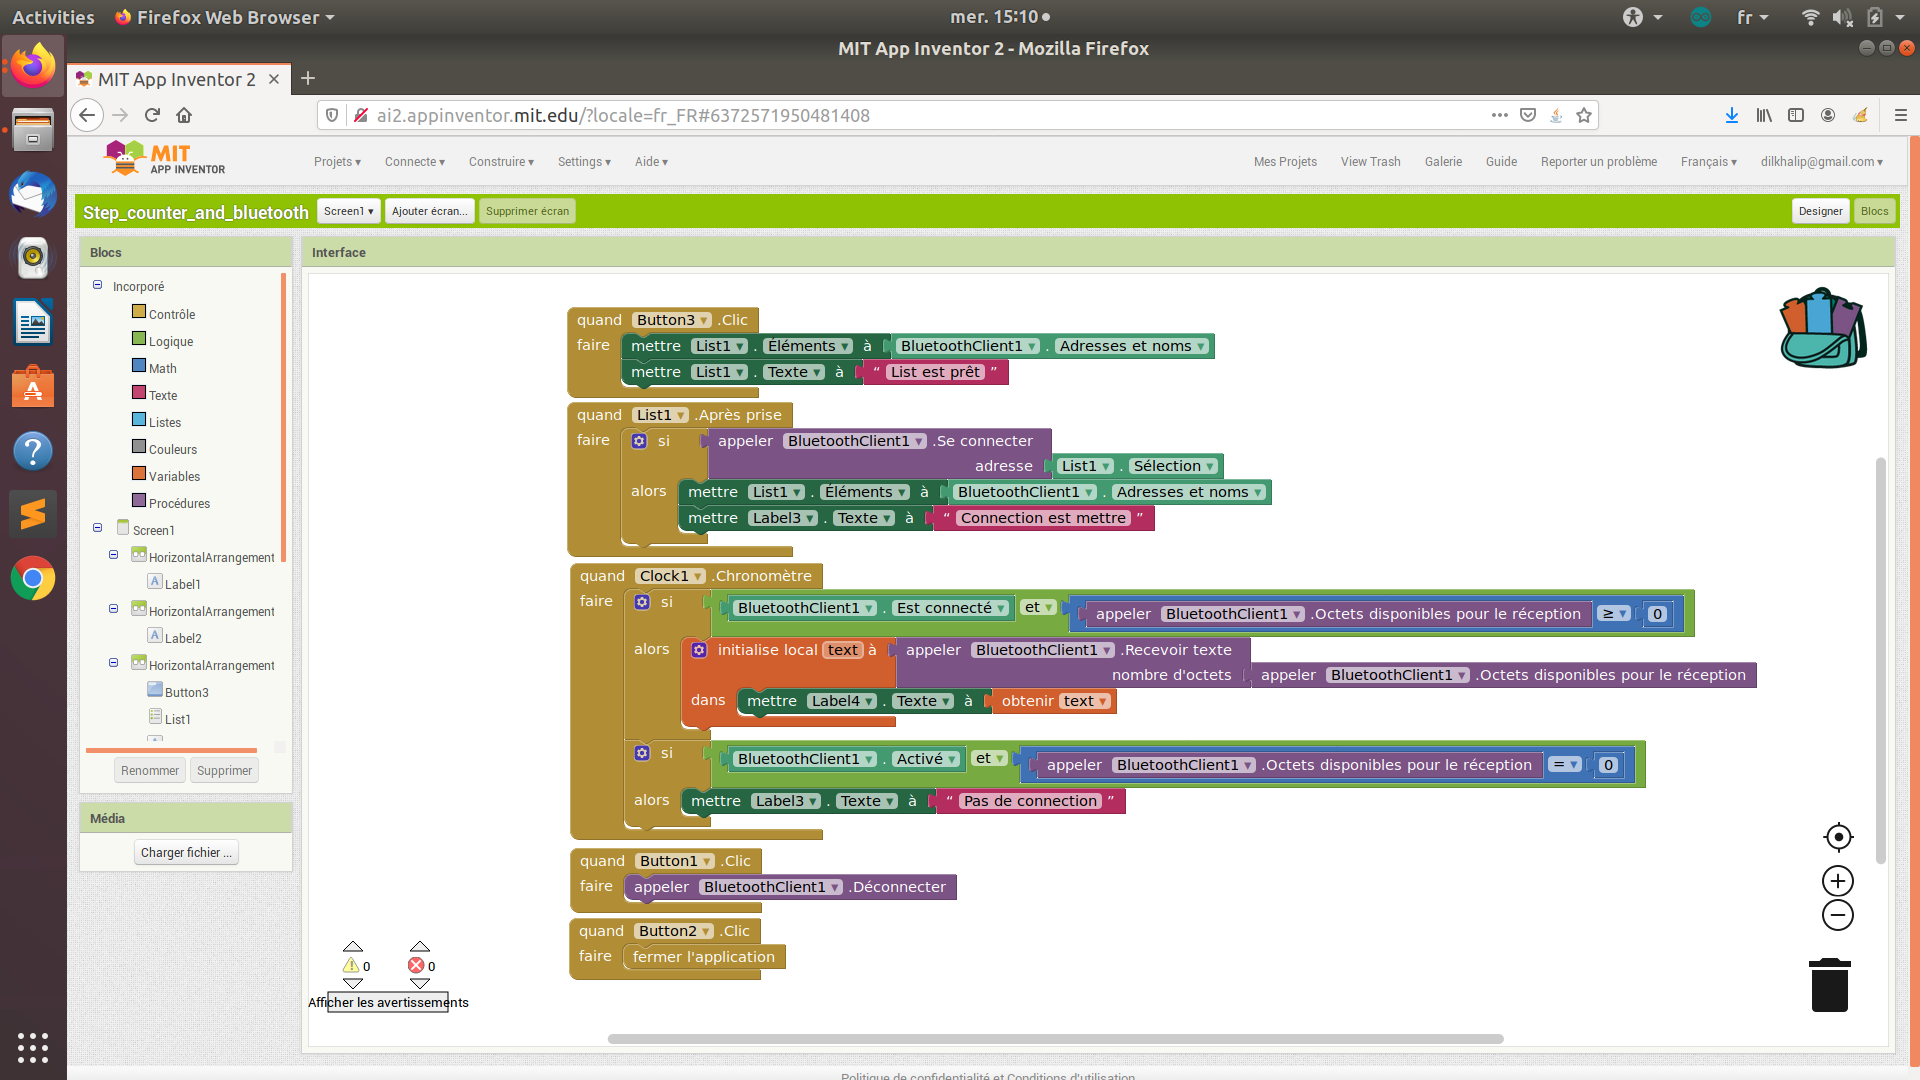 Activities Firefox Web Browser mer. 15:10 fr
MIT App Inventor 2 - Mozilla Firefox
MIT App Inventor 2
ai2.appinventor.mit.edu/?locale=fr_FR#6372571950481408
MIT
APP INVENTOR
Projets Connecte Construire Settings Aide Mes Projets View Trash Galerie Guide Reporter un problème Français dilkhalip@gmail.com
Step_counter_and_bluetooth Screen1 Ajouter écran... Supprimer écran Designer Blocs
Blocs
Incorporé
Contrôle
Logique
Math
Texte
Listes
Couleurs
Variables
Procédures
Screen1
HorizontalArrangement
Label1
HorizontalArrangement
Label2
HorizontalArrangement
Button3
List1
Renommer Supprimer
Média
Charger fichier ...
Interface
quand Button3 .Clic
faire mettre List1 . Éléments à BluetoothClient1 . Adresses et noms
mettre List1 . Texte à “ List est prêt ”
quand List1 .Après prise
faire si appeler BluetoothClient1 .Se connecter
adresse List1 . Sélection
alors mettre List1 . Éléments à BluetoothClient1 . Adresses et noms
mettre Label3 . Texte à “ Connection est mettre ”
quand Clock1 .Chronomètre
faire si BluetoothClient1 . Est connecté et appeler BluetoothClient1 .Octets disponibles pour le réception ≥ 0
alors initialise local text à appeler BluetoothClient1 .Recevoir texte
nombre d'octets appeler BluetoothClient1 .Octets disponibles pour le réception
dans mettre Label4 . Texte à obtenir text
si BluetoothClient1 . Activé et appeler BluetoothClient1 .Octets disponibles pour le réception = 0
alors mettre Label3 . Texte à “ Pas de connection ”
quand Button1 .Clic
faire appeler BluetoothClient1 .Déconnecter
quand Button2 .Clic
faire fermer l'application
0 0
Afficher les avertissements
Politique de confidentialité et Conditions d'utilisation